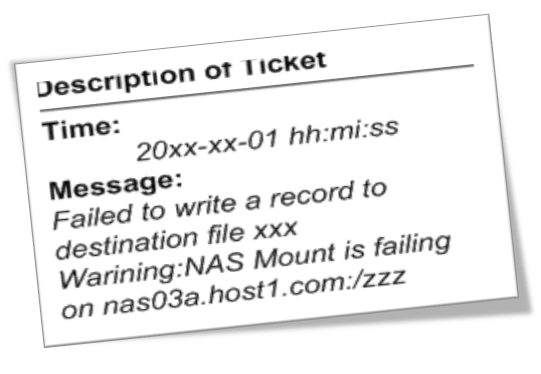 Description of Ticket
Time:
20xx-xx-01 hh:mi:ss
Message:
Failed to write a record to
destination file xxx
Warining:NAS Mount is failing
on nas03a.host1.com:/zzz